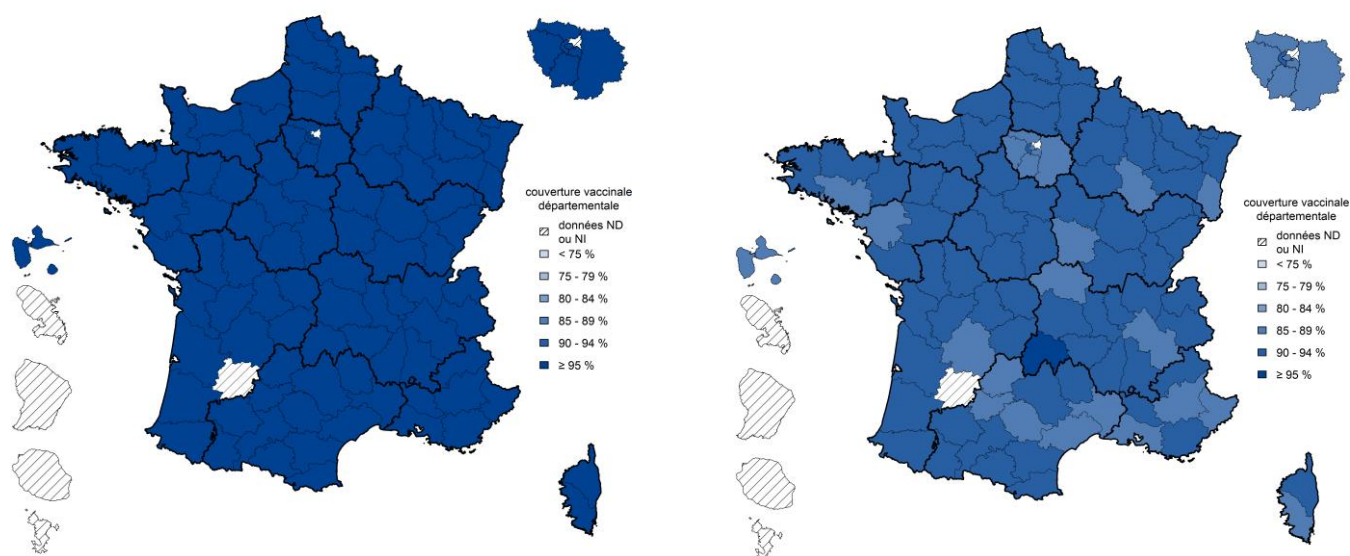 couverture vaccinale
départementale
données ND
ou NI
< 75 %
75 - 79 %
80 - 84 %
85 - 89 %
90 - 94 %
≥ 95 %
couverture vaccinale
départementale
données ND
ou NI
< 75 %
75 - 79 %
80 - 84 %
85 - 89 %
90 - 94 %
≥ 95 %